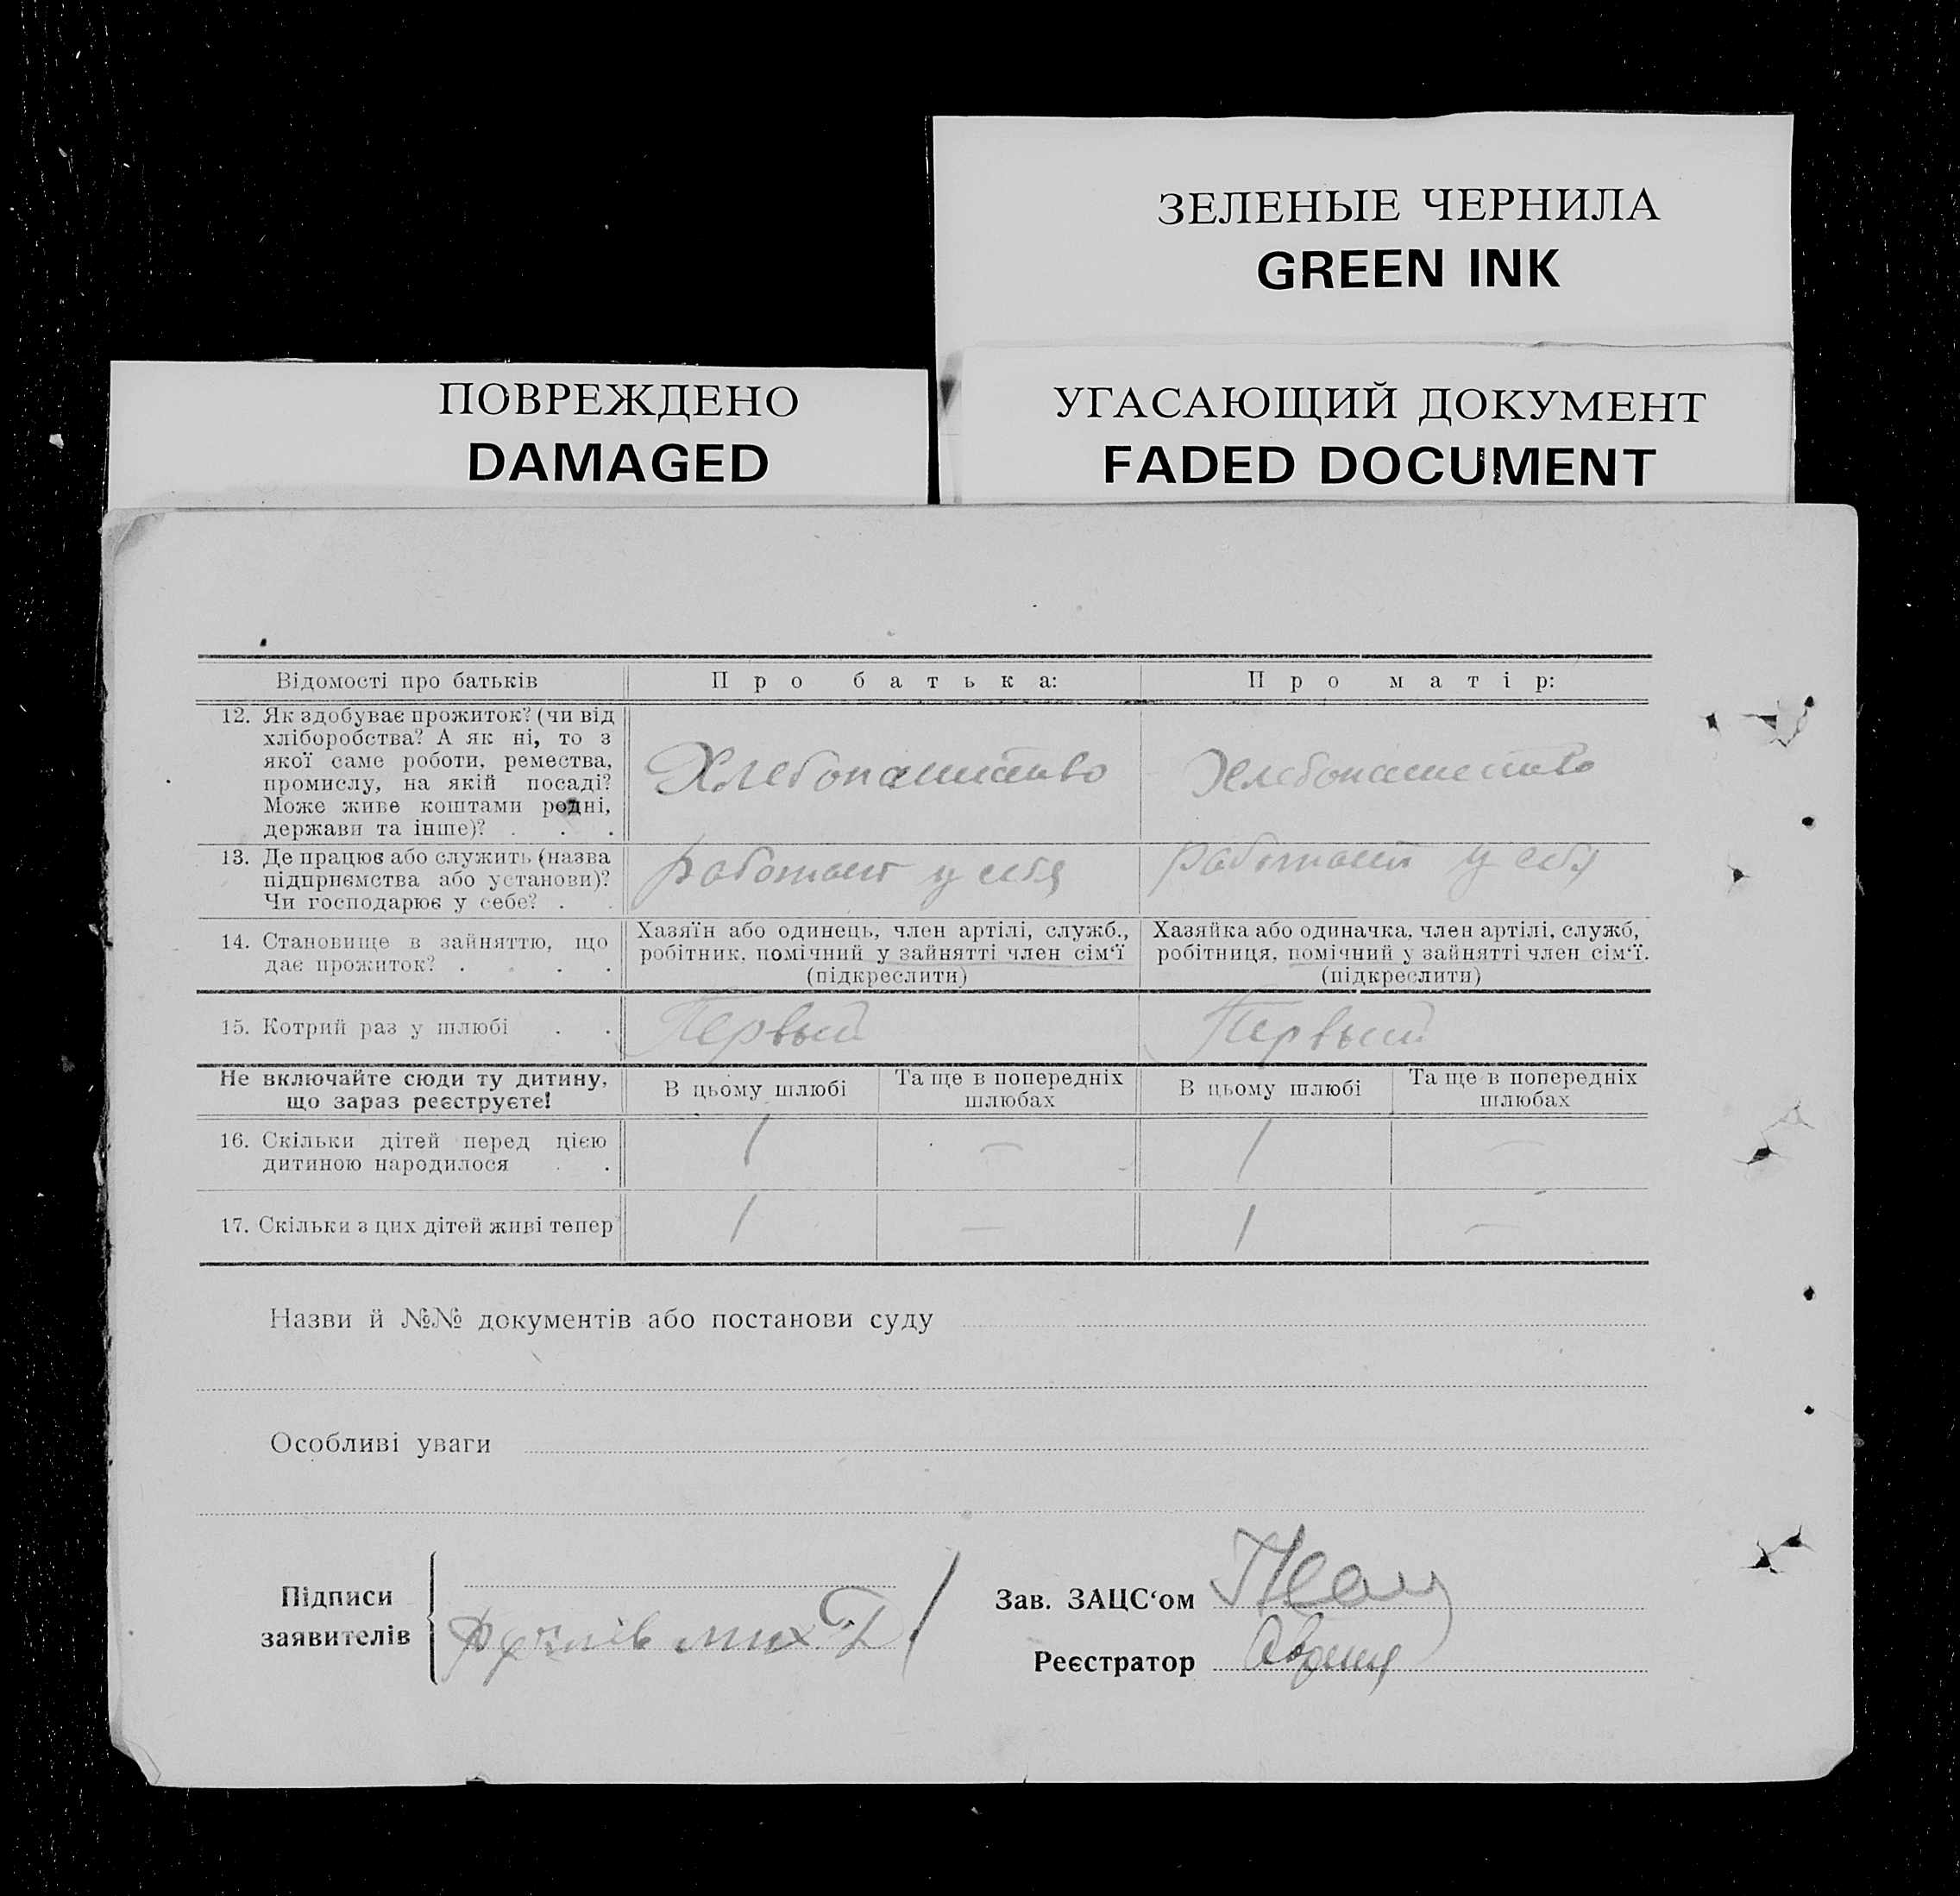 ЗЕЛЕНЫЕ ЧЕРНИЛА
GREEN INK
ПОВРЕЖДЕНО
DAMAGED
УГАСАЮЩИЙ ДОКУМЕНТ
FADED DOCUMENT
Відомості про батьків
Про батька:
Про матір:
12. Як здобуває прожиток? (чи від
хліборобства? А як ні, то з
якої саме роботи, ремества,
промислу, на якій посаді?
Може живе коштами родні,
держави та інше)? . . .
Хлебопашество
Хлебопашество
13. Де працює або служить (назва
підприємства або установи)?
Чи господарює у себе? . .
работает у себя
работает у себя
14. Становище в зайняттю, що
дає прожиток? . . . .
Хазяїн або одинець, член артілі, служб.,
робітник, помічний у зайнятті член сім‘ї
(підкреслити)
Хазяйка або одиначка, член артілі, служб,
робітниця, помічний у зайнятті член сім‘ї.
(підкреслити)
15. Котрий раз у шлюбі . .
Первый
Первый
Не включайте сюди ту дитину,
що зараз реєструєте!
В цьому шлюбі
Та ще в попередніх
шлюбах
В цьому шлюбі
Та ще в попередніх
шлюбах
16. Скільки дітей перед цією
дитиною народилося . .
1 — 1 —
17. Скільки з цих дітей живі тепер
1 — 1 —
Назви й №№ документів або постанови суду
Особливі уваги
Підписи
заявителів
Зав. ЗАЦС‘ом
Реєстратор